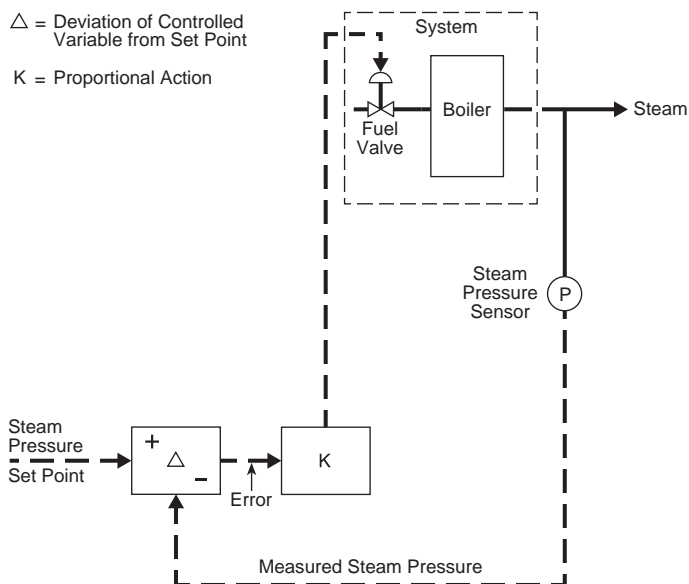 △ = Deviation of Controlled
Variable from Set Point
K = Proportional Action
System
Boiler
Fuel
Valve
Steam
Steam
Pressure
Sensor
P
Steam
Pressure
Set Point
+
△
–
Error
K
Measured Steam Pressure